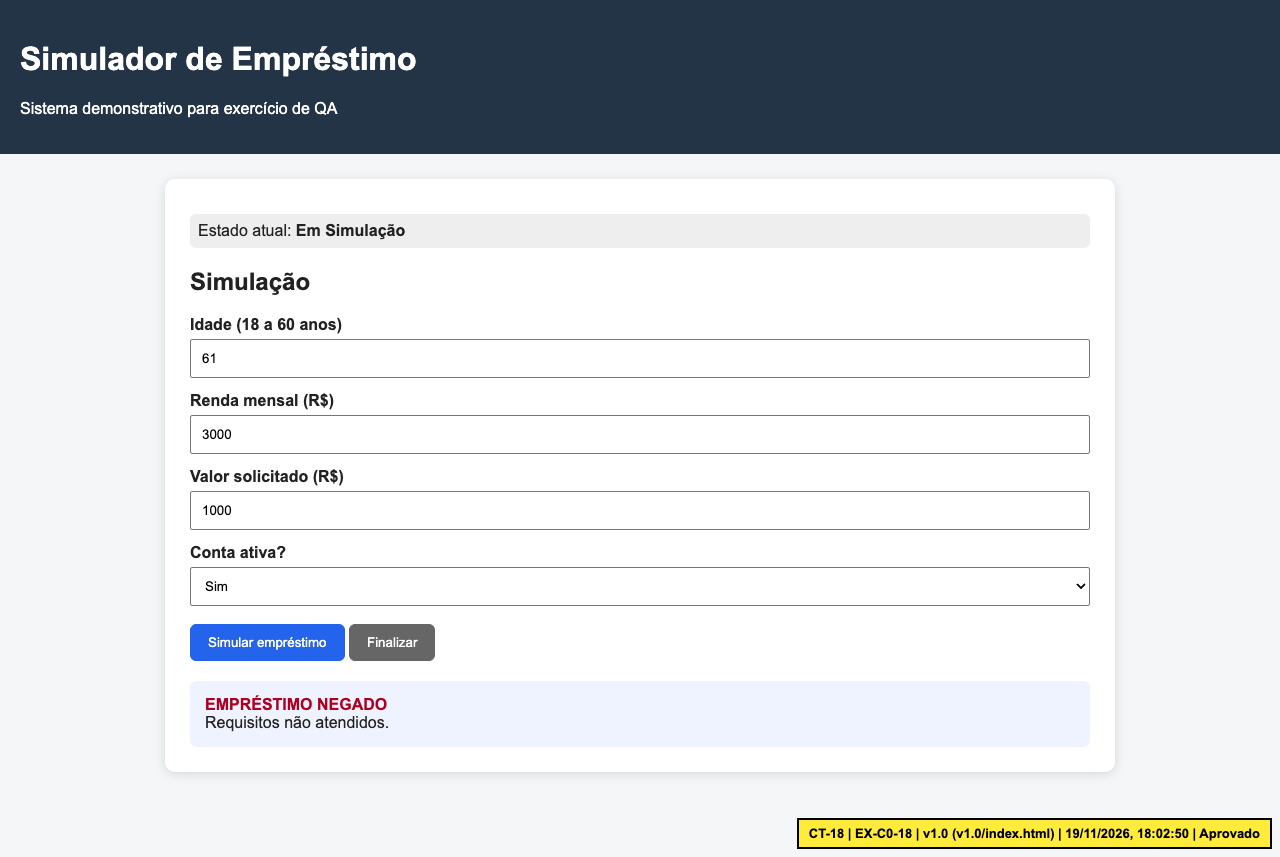 Simulador de Empréstimo
Sistema demonstrativo para exercício de QA
Estado atual: Em Simulação
Simulação
Idade (18 a 60 anos)
61
Renda mensal (R$)
3000
Valor solicitado (R$)
1000
Conta ativa?
Sim
Simular empréstimo Finalizar
EMPRÉSTIMO NEGADO
Requisitos não atendidos.
CT-18 | EX-C0-18 | v1.0 (v1.0/index.html) | 19/11/2026, 18:02:50 | Aprovado